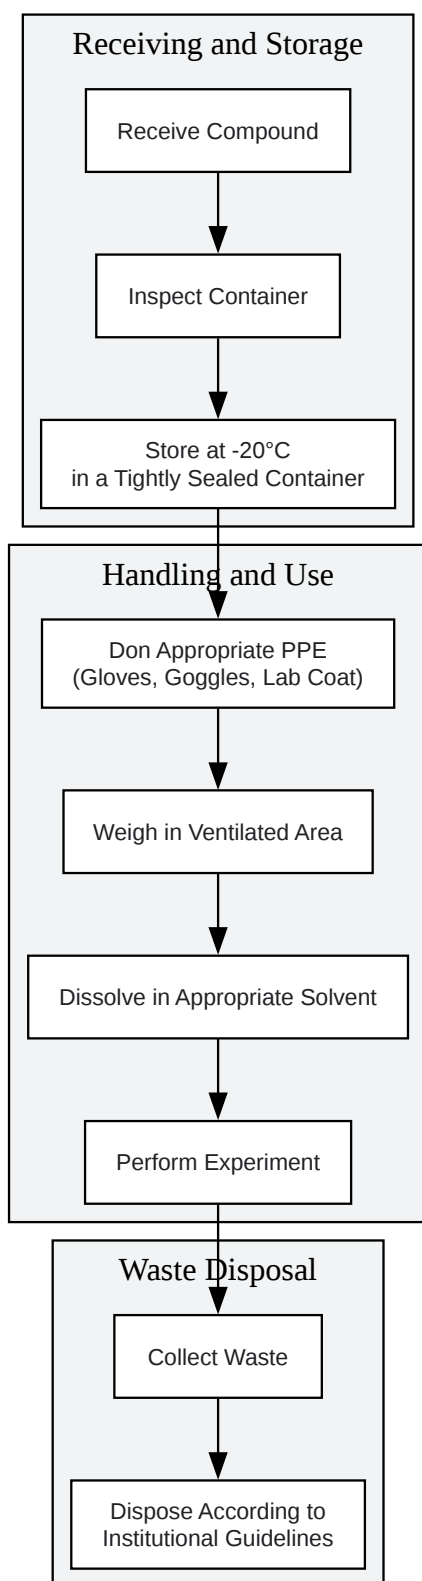 Receiving and Storage
Receive Compound
Inspect Container
Store at -20°C
in a Tightly Sealed Container
Handling and Use
Don Appropriate PPE
(Gloves, Goggles, Lab Coat)
Weigh in Ventilated Area
Dissolve in Appropriate Solvent
Perform Experiment
Waste Disposal
Collect Waste
Dispose According to
Institutional Guidelines